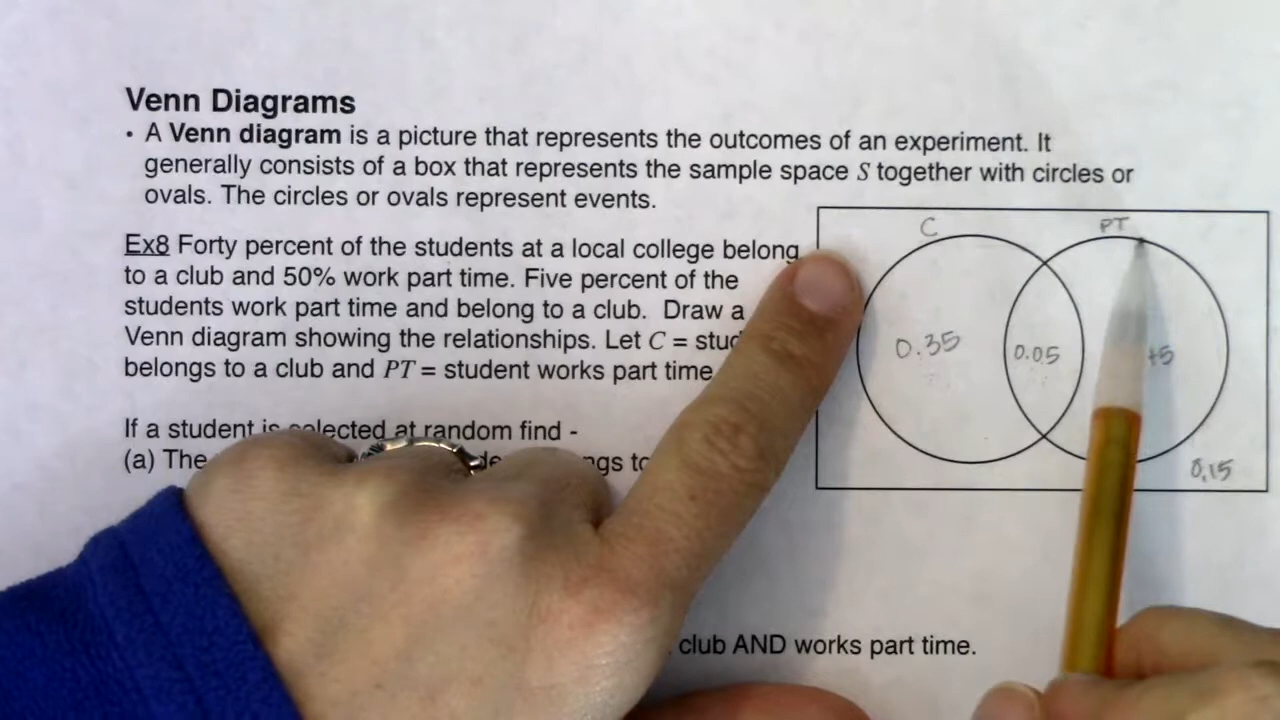 Venn Diagrams
• A Venn diagram is a picture that represents the outcomes of an experiment. It
generally consists of a box that represents the sample space S together with circles or
ovals. The circles or ovals represent events.
Ex8 Forty percent of the students at a local college belong
to a club and 50% work part time. Five percent of the
students work part time and belong to a club. Draw a
Venn diagram showing the relationships. Let C =
belongs to a club and PT = student works part time
If a student is selected at random find -
(a) The
club AND works part time.
C PT
0.35 0.05
0.15